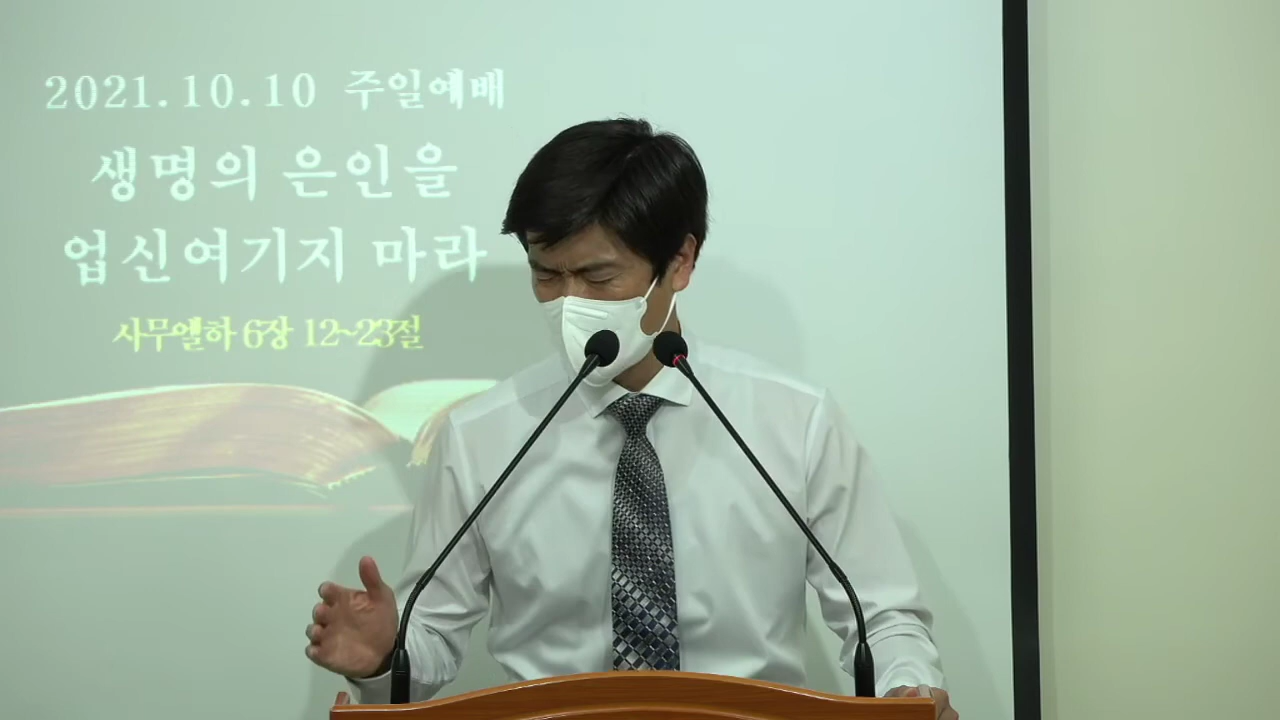 2021.10.10 주일예배
생명의 은인을
업신여기지 마라
사무엘하 6장 12~23절